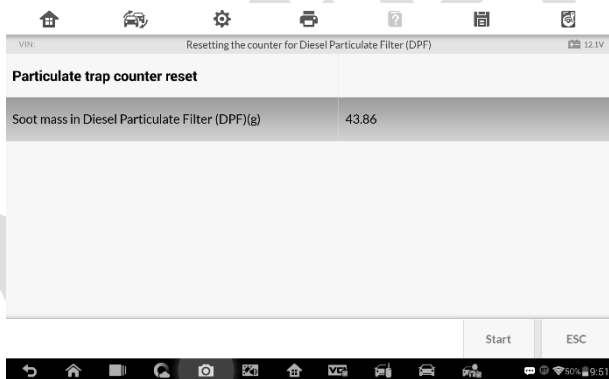 VIN: Resetting the counter for Diesel Particulate Filter (DPF) 12.1V
Particulate trap counter reset
Soot mass in Diesel Particulate Filter (DPF)(g) 43.86
Start ESC
50% 9:51